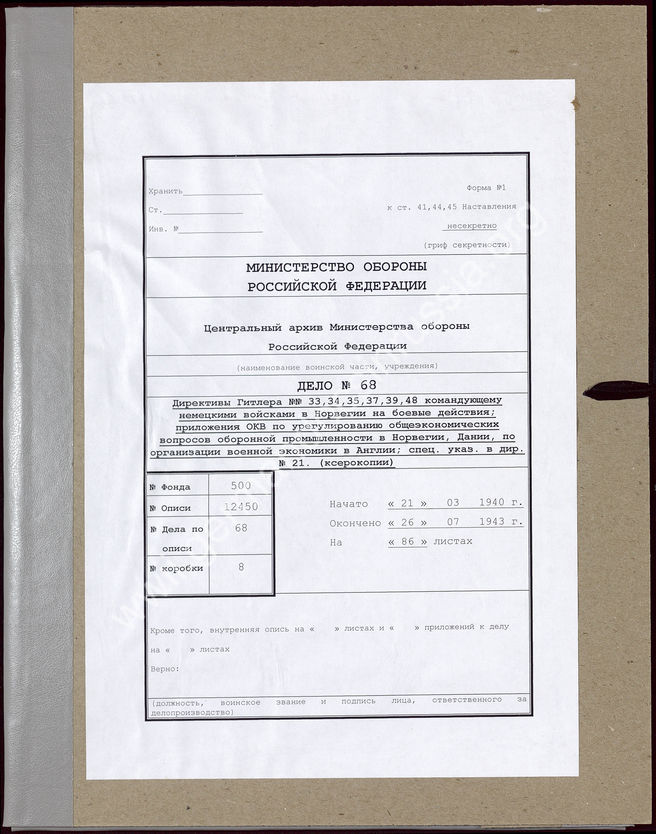 Хранить
Форма №1
Ст.
к ст. 41,44,45 Наставления
Инв. №
несекретно
(гриф секретности)
МИНИСТЕРСТВО ОБОРОНЫ
РОССИЙСКОЙ ФЕДЕРАЦИИ
Центральный архив Министерства обороны
Российской Федерации
(наименование воинской части, учреждения)
ДЕЛО № 68
Директивы Гитлера №№ 33,34,35,37,39,48 командующему
немецкими войсками в Норвегии на боевые действия;
приложения ОКВ по урегулированию общеэкономических
вопросов оборонной промышленности в Норвегии, Дании, по
организации военной экономики в Англии; спец. указ. в дир.
№ 21. (ксерокопии)
№ Фонда 500
№ Описи 12450
№ Дела по описи 68
№ коробки 8
Начато « 21 » 03 1940 г.
Окончено « 26 » 07 1943 г.
На « 86 » листах
Кроме того, внутренняя опись на « » листах и « » приложений к делу
на « » листах
Верно:
(должность, воинское звание и подпись лица, ответственного за
делопроизводство)